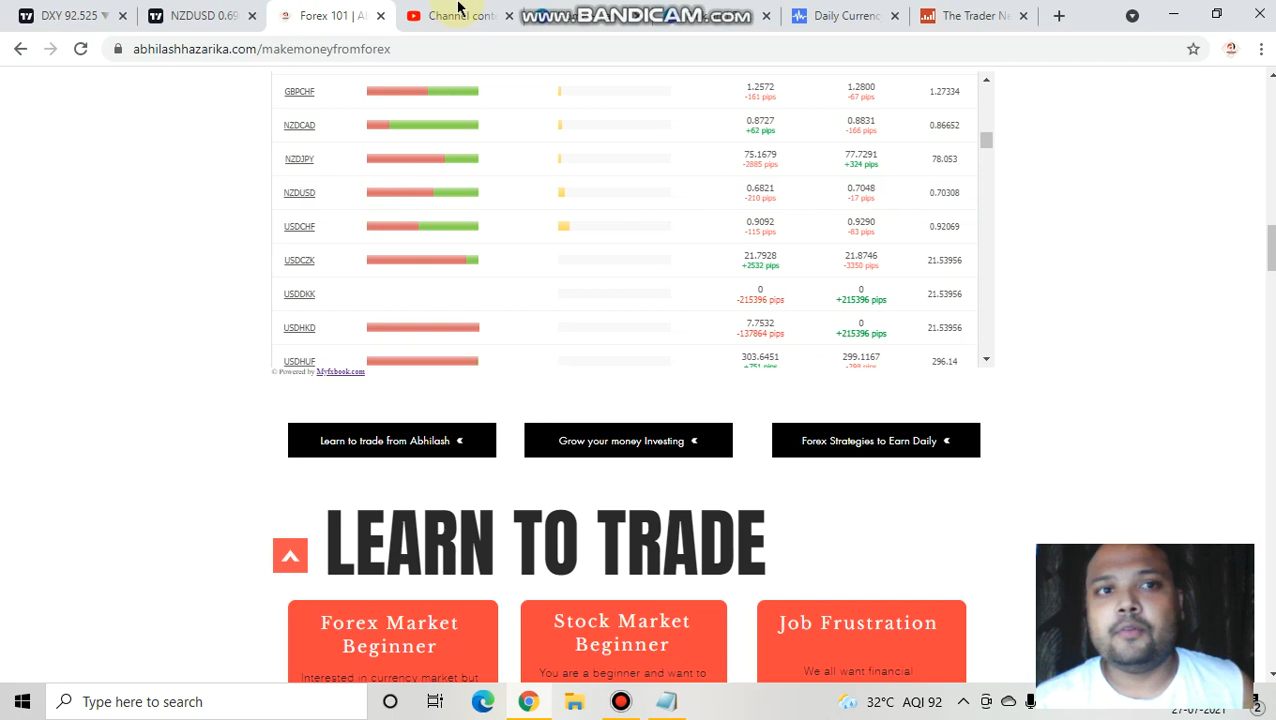 NZDUSD 0.69
Channel conte
WWW.BANDICAM.COM
Daily Curren
The Trader Ne
abhilashhazarika.com/makemoneyfromforex
GBPCHF 1.2572 1.2800 1.27334
-161 pips -67 pips
NZDCAD 0.8727 0.8831 0.86652
+62 pips -166 pips
NZDJPY 75.1679 77.7291 78.053
-2885 pips +324 pips
NZDUSD 0.6821 0.7048 0.70308
-210 pips -17 pips
USDCHF 0.9092 0.9290 0.92069
-115 pips -83 pips
USDCZK 21.7928 21.8746 21.53956
+2532 pips -3350 pips
USDDKK 0 0 21.53956
-215396 pips +215396 pips
USDHKD 7.7532 0 21.53956
-137864 pips +215396 pips
USDHUF 303.6451 299.1167 296.14
© Powered by Myfxbook.com
Learn to trade from Abhilash «
Grow your money Investing «
Forex Strategies to Earn Daily «
LEARN TO TRADE
Forex Market
Beginner
Interested in currency market but
Stock Market
Beginner
You are a beginner and want to
Job Frustration
We all want financial
Type here to search
32°C AQI 92
27-07-2021
2